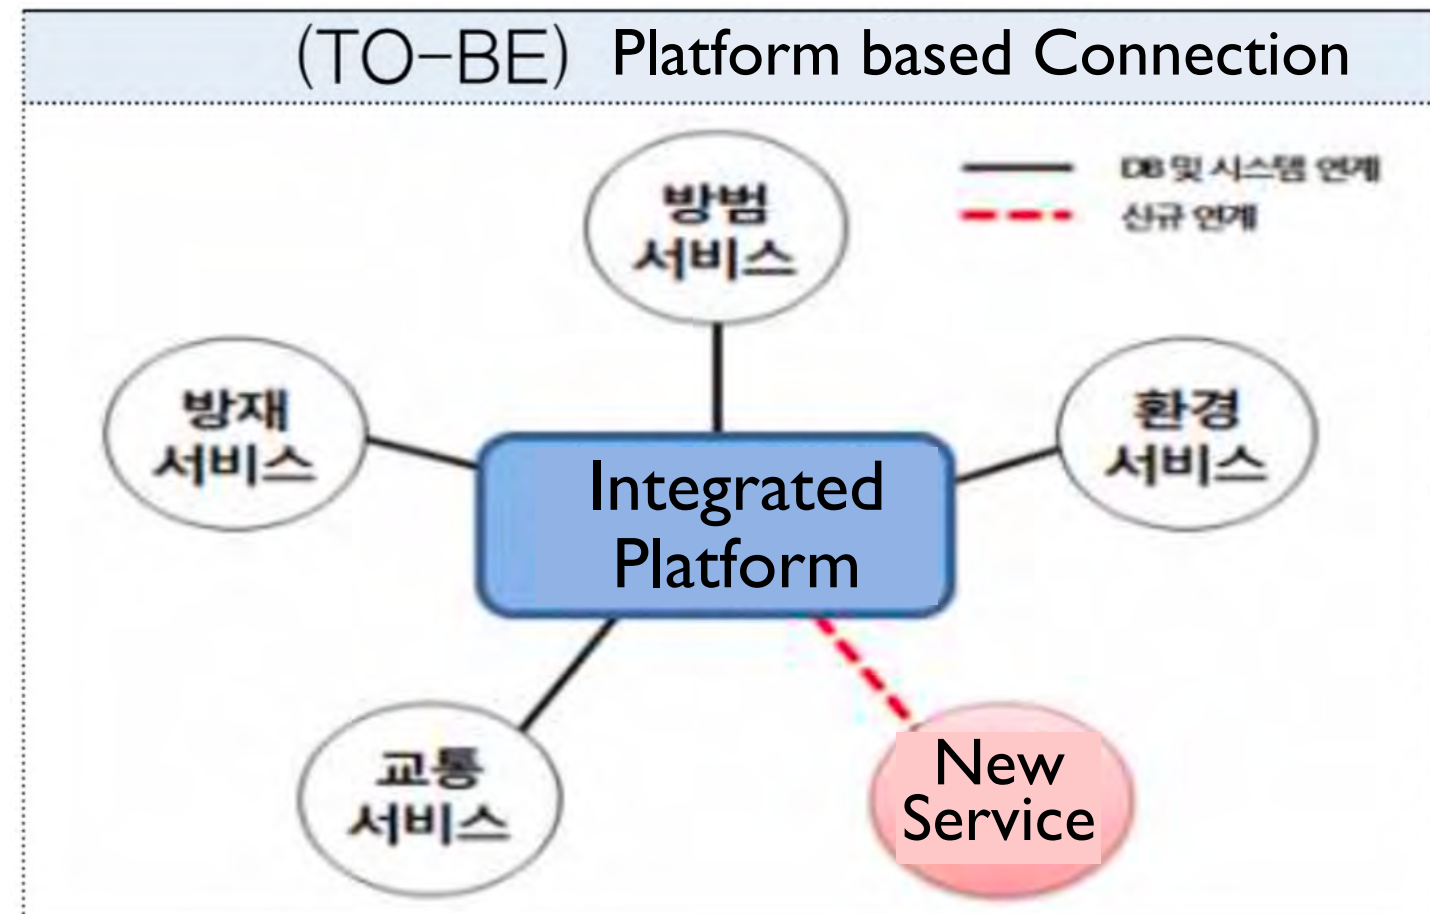 (TO-BE) Platform based Connection
방범
서비스
DB 및 시스템 연계
신규 연계
방재
서비스
환경
서비스
Integrated
Platform
교통
서비스
New
Service